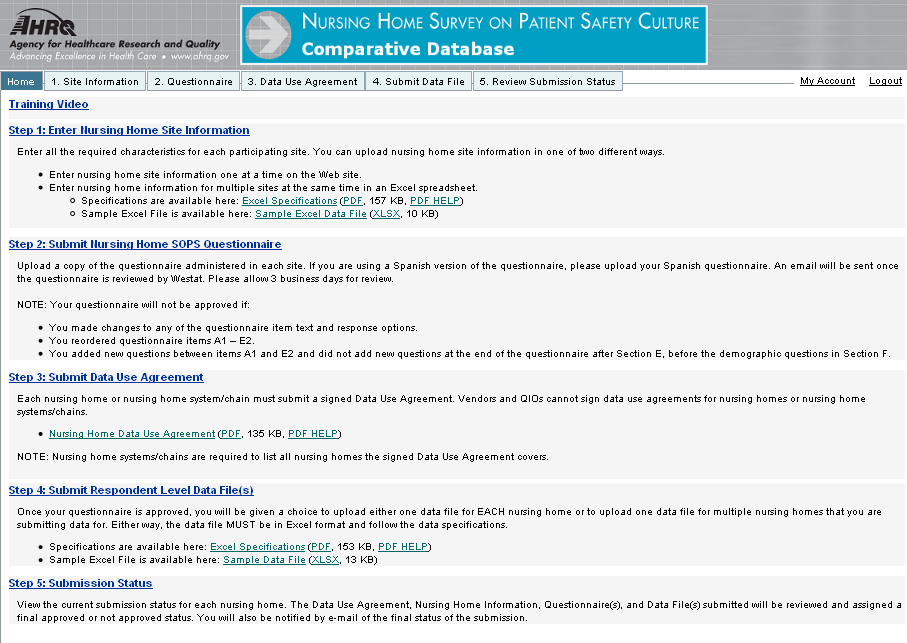 AHRQ
Agency for Healthcare Research and Quality
Advancing Excellence in Health Care • www.ahrq.gov
NURSING HOME SURVEY ON PATIENT SAFETY CULTURE
Comparative Database
Home 1. Site Information 2. Questionnaire 3. Data Use Agreement 4. Submit Data File 5. Review Submission Status My Account Logout
Training Video
Step 1: Enter Nursing Home Site Information
Enter all the required characteristics for each participating site. You can upload nursing home site information in one of two different ways.
• Enter nursing home site information one at a time on the Web site.
• Enter nursing home information for multiple sites at the same time in an Excel spreadsheet.
o Specifications are available here: Excel Specifications (PDF, 157 KB, PDF HELP)
o Sample Excel File is available here: Sample Excel Data File (XLSX, 10 KB)
Step 2: Submit Nursing Home SOPS Questionnaire
Upload a copy of the questionnaire administered in each site. If you are using a Spanish version of the questionnaire, please upload your Spanish questionnaire. An email will be sent once
the questionnaire is reviewed by Westat. Please allow 3 business days for review.
NOTE: Your questionnaire will not be approved if:
• You made changes to any of the questionnaire item text and response options.
• You reordered questionnaire items A1 – E2.
• You added new questions between items A1 and E2 and did not add new questions at the end of the questionnaire after Section E, before the demographic questions in Section F.
Step 3: Submit Data Use Agreement
Each nursing home or nursing home system/chain must submit a signed Data Use Agreement. Vendors and QIOs cannot sign data use agreements for nursing homes or nursing home
systems/chains.
• Nursing Home Data Use Agreement (PDF, 135 KB, PDF HELP)
NOTE: Nursing home systems/chains are required to list all nursing homes the signed Data Use Agreement covers.
Step 4: Submit Respondent Level Data File(s)
Once your questionnaire is approved, you will be given a choice to upload either one data file for EACH nursing home or to upload one data file for multiple nursing homes that you are
submitting data for. Either way, the data file MUST be in Excel format and follow the data specifications.
• Specifications are available here: Excel Specifications (PDF, 153 KB, PDF HELP)
• Sample Excel File is available here: Sample Data File (XLSX, 13 KB)
Step 5: Submission Status
View the current submission status for each nursing home. The Data Use Agreement, Nursing Home Information, Questionnaire(s), and Data File(s) submitted will be reviewed and assigned a
final approved or not approved status. You will also be notified by e-mail of the final status of the submission.